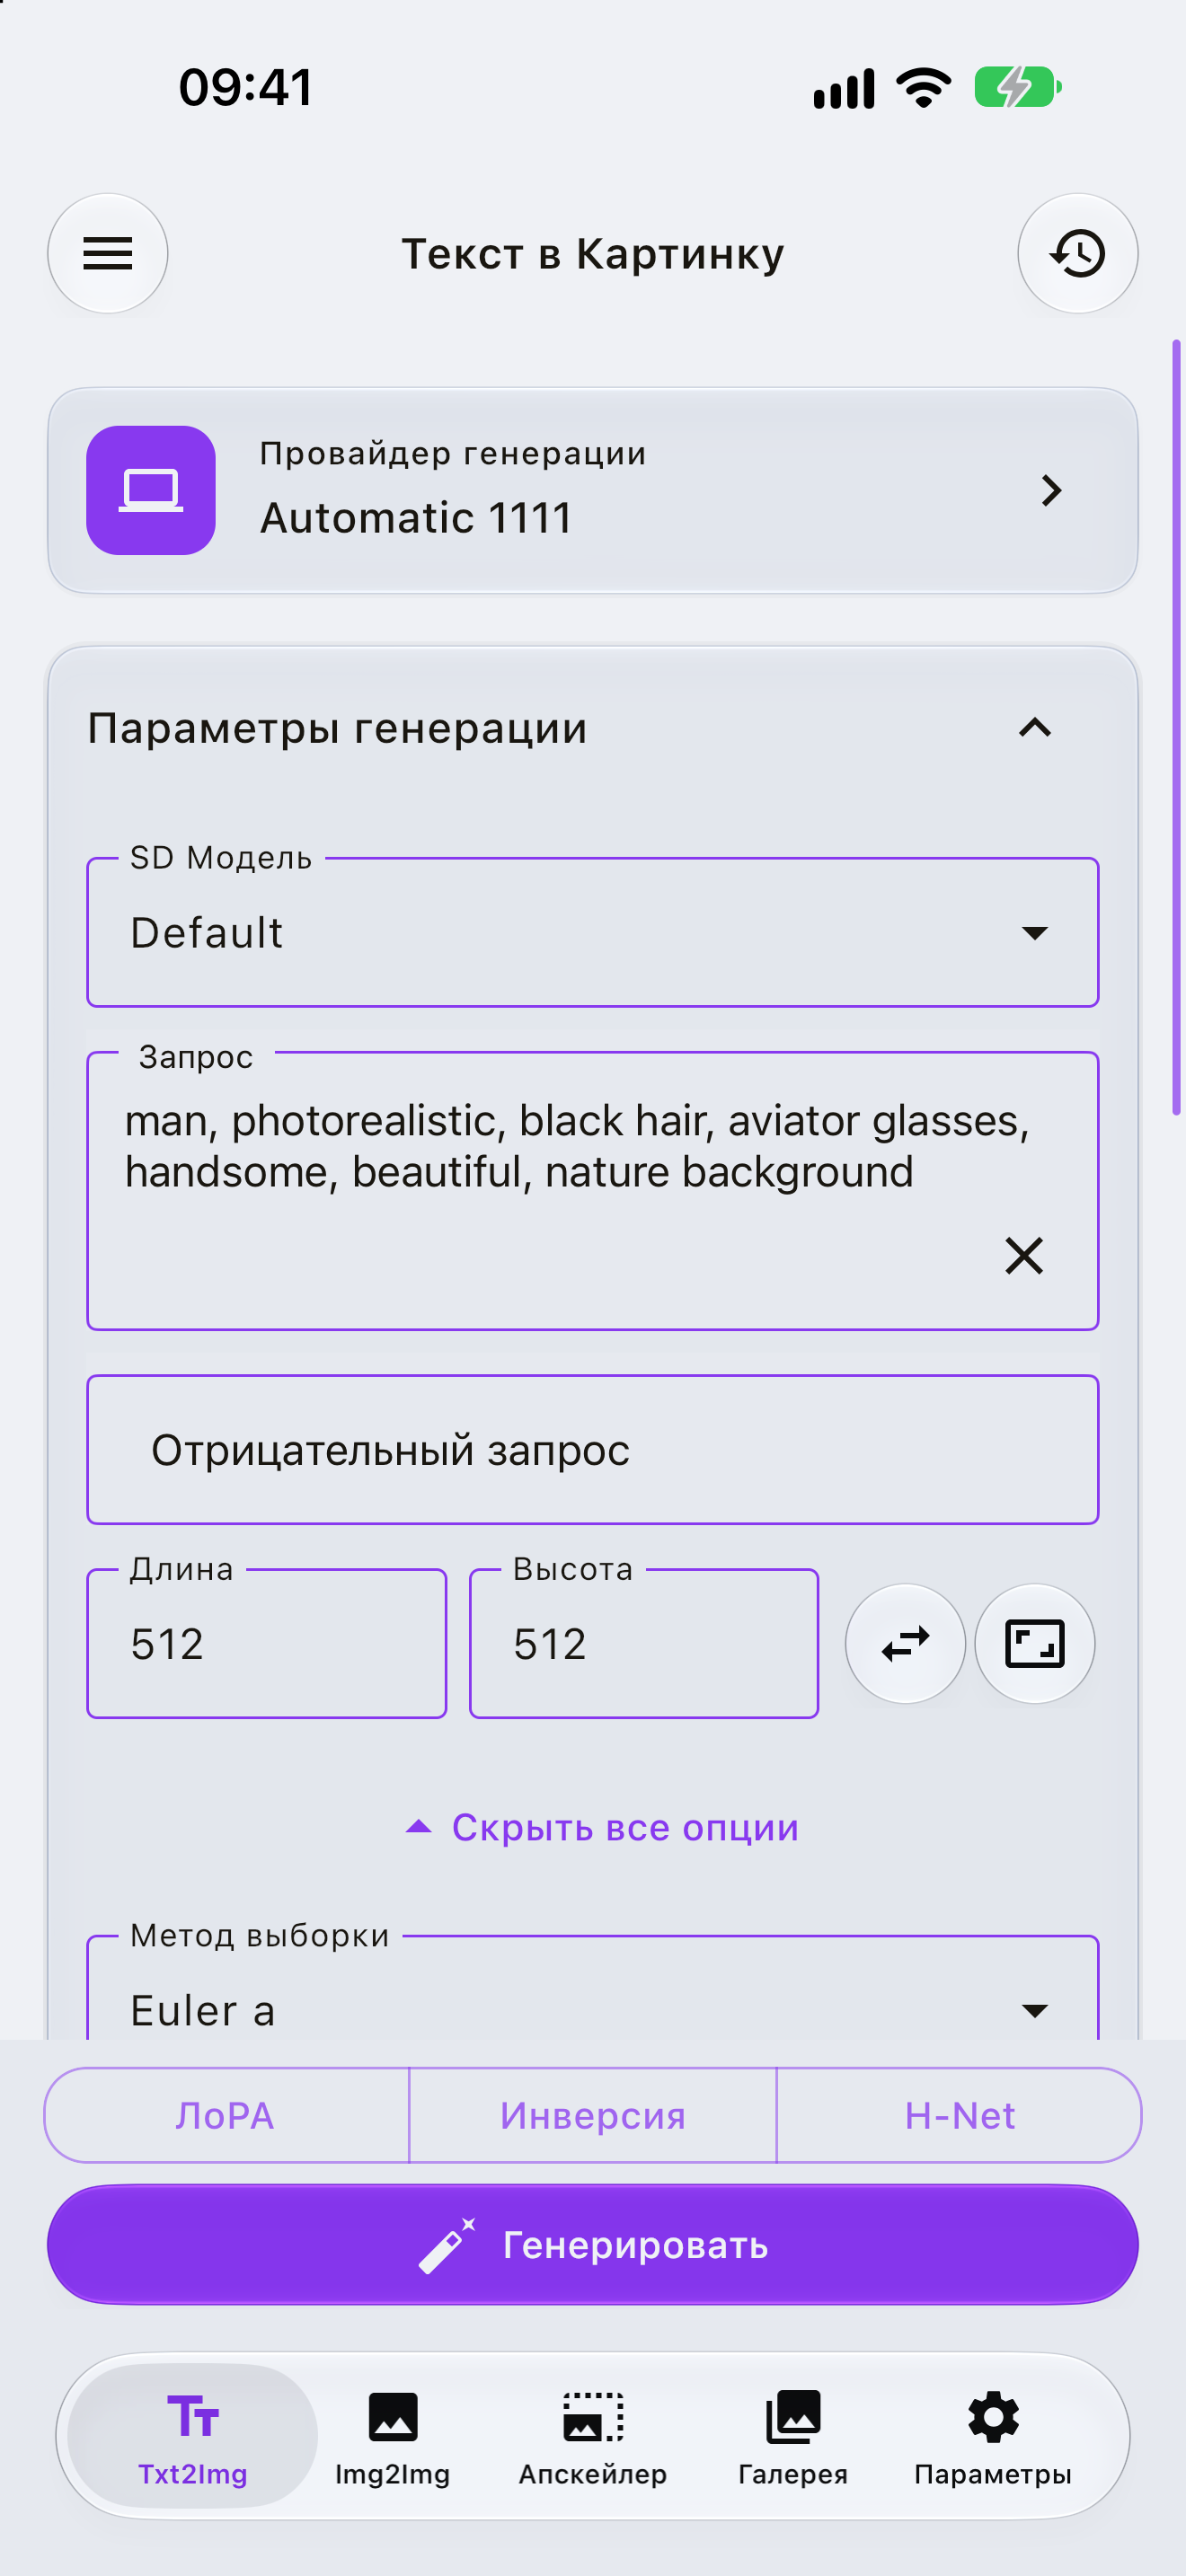 09:41
Текст в Картинку
Провайдер генерации
Automatic 1111
Параметры генерации
SD Модель
Default
Запрос
man, photorealistic, black hair, aviator glasses,
handsome, beautiful, nature background
Отрицательный запрос
Длина
512
Высота
512
Скрыть все опции
Метод выборки
Euler a
ЛоРА
Инверсия
H-Net
Генерировать
Txt2Img
Img2Img
Апскейлер
Галерея
Параметры